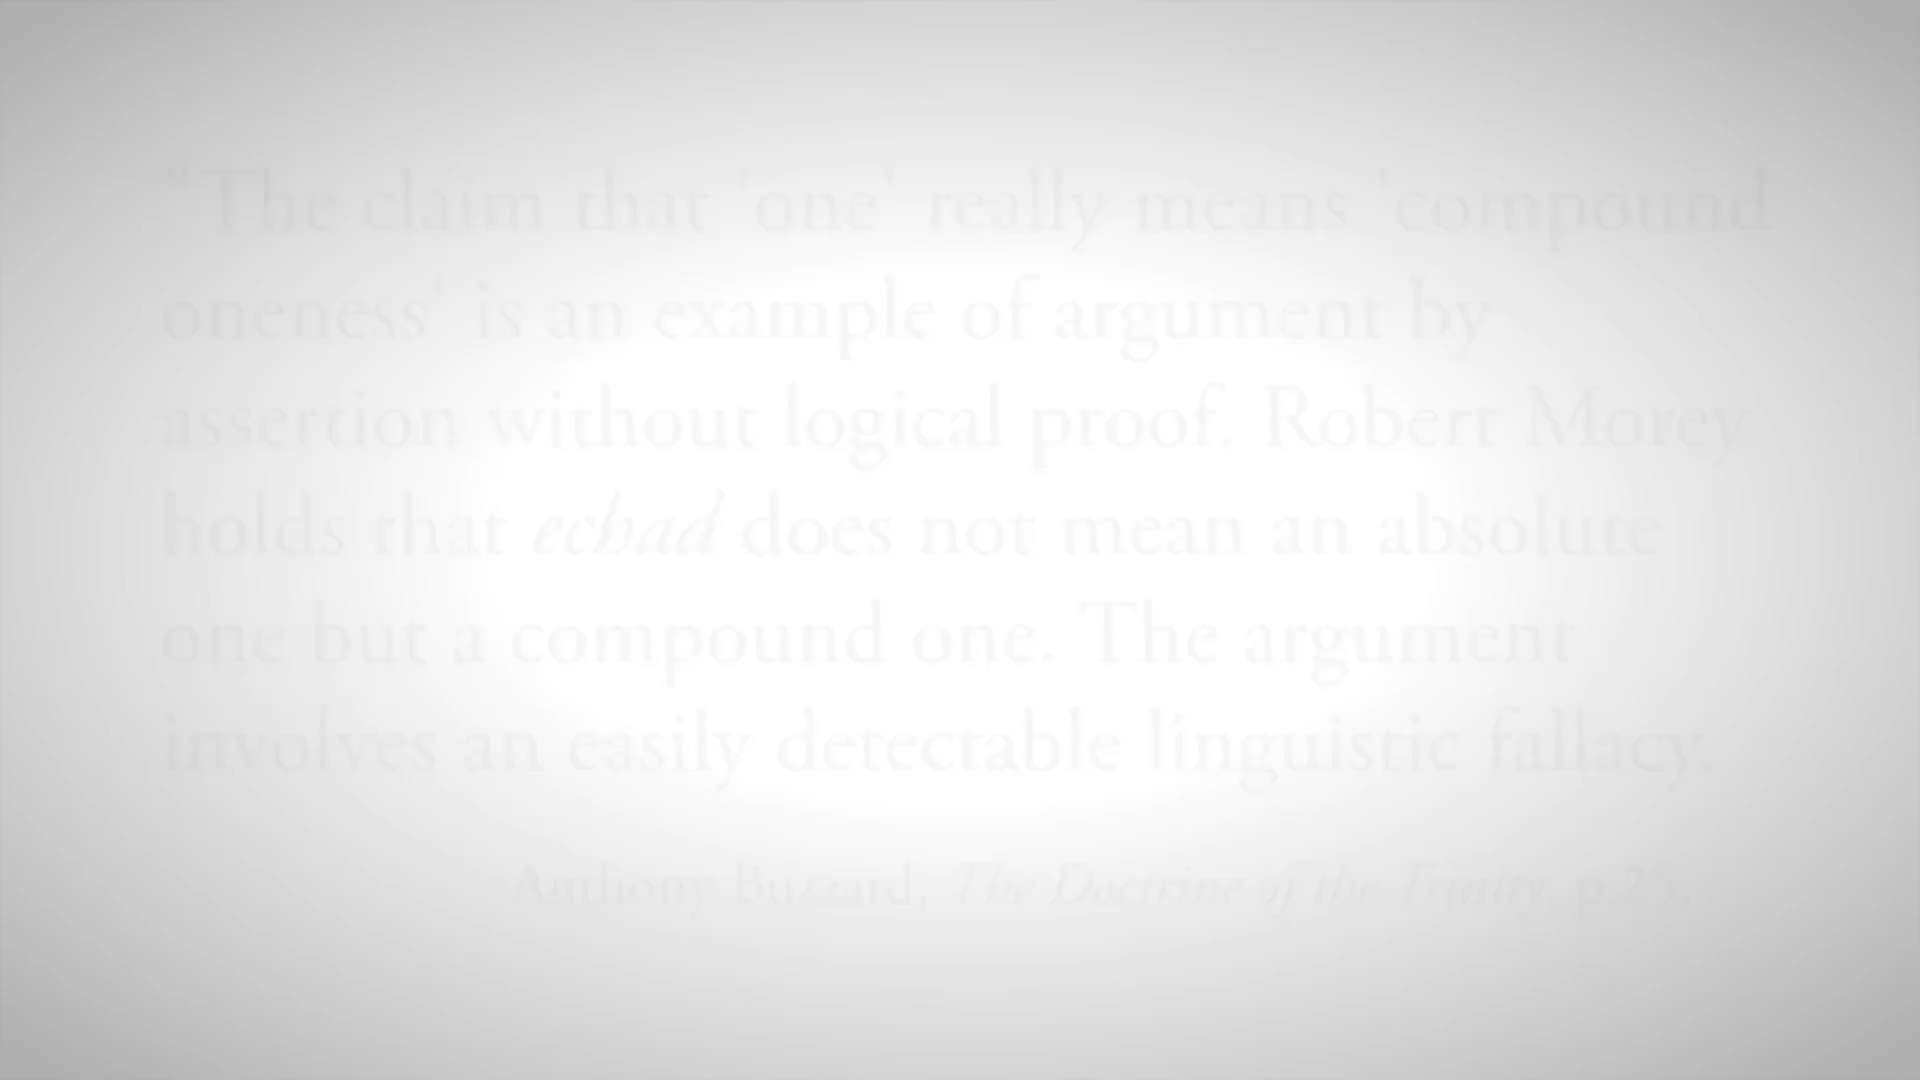 "The claim that 'one' really means 'compound
oneness' is an example of argument by
assertion without logical proof. Robert Morey
holds that echad does not mean an absolute
one but a compound one. The argument
involves an easily detectable linguistic fallacy.
Anthony Buzzard, The Doctrine of the Trinity, p.25.